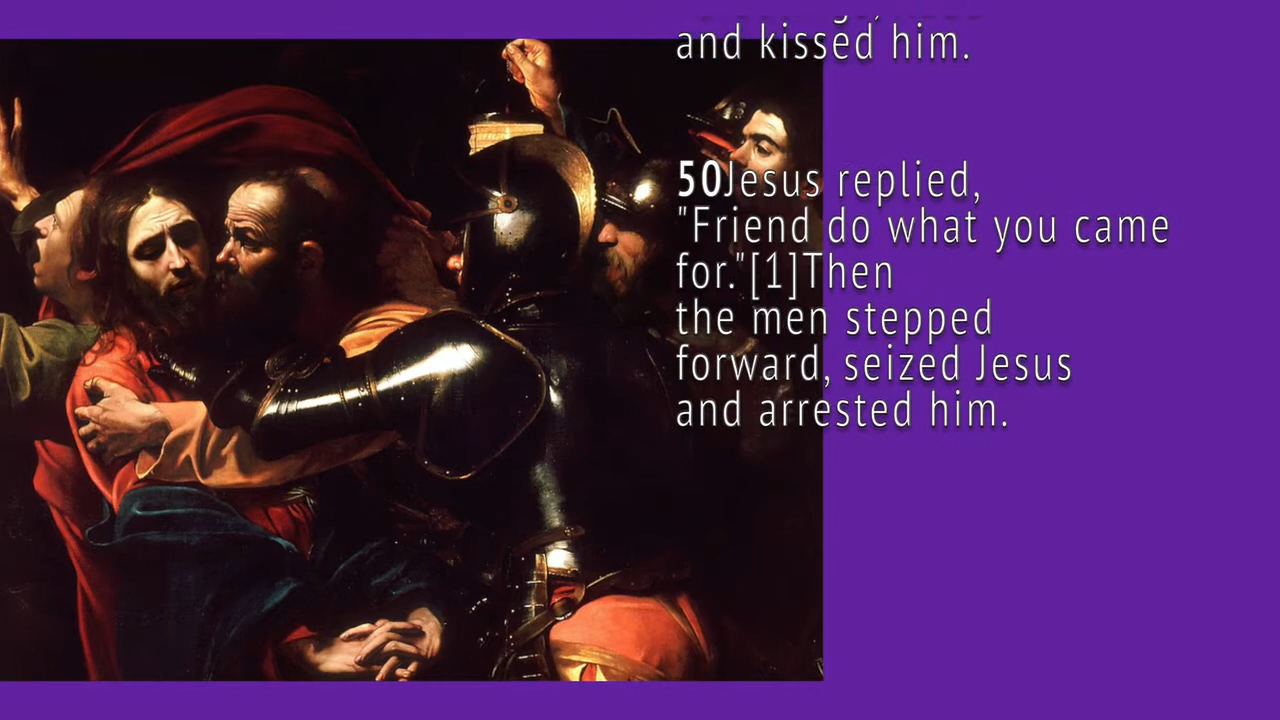 and kissed him.
50Jesus replied,
"Friend do what you came
for."[1]Then
the men stepped
forward, seized Jesus
and arrested him.